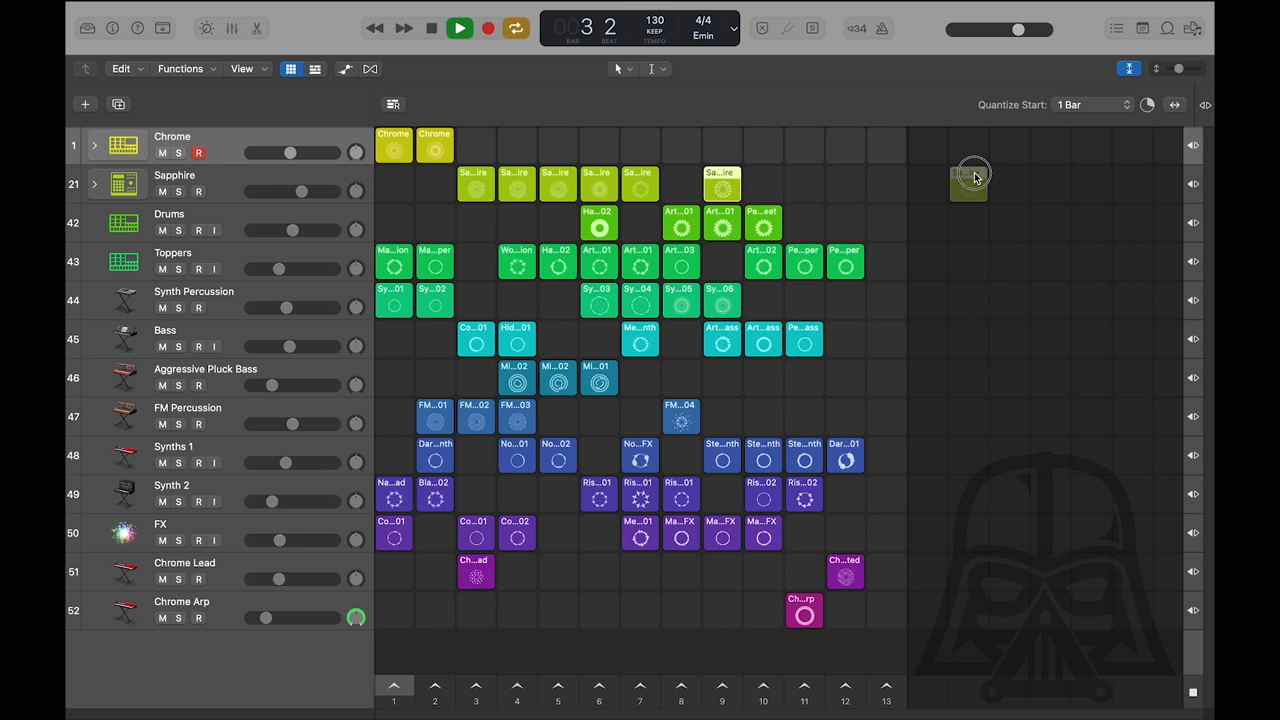 003 2
130
4/4
KEEP
Emin
BAR
BEAT
TEMPO
1234
S
Edit
Functions
View
Quantize Start: 1 Bar
1
Chrome
M S R
Chrome
Chrome
21
Sapphire
M S R
Sa...ire
Sa...ire
Sa...ire
Sa...ire
Sa...ire
Sa...ire
42
Drums
M S R I
Ha...02
Art...01
Art...01
Pe...eat
43
Toppers
M S R I
Ma...ion
Ma...per
Wo...ion
Ha...02
Art...01
Art...01
Art...03
Art...02
Pe...per
Pe...per
44
Synth Percussion
M S R
Sy...01
Sy...02
Sy...03
Sy...04
Sy...05
Sy...06
45
Bass
M S R I
Co...01
Hid...01
Me...nth
Art...ass
Art...ass
Pe...ass
46
Aggressive Pluck Bass
M S R
Mi...02
Mi...02
Mi...01
47
FM Percussion
M S R
FM...01
FM...02
FM...03
FM...04
48
Synths 1
M S R I
Dar...nth
No...01
No...02
No...FX
Ste...nth
Ste...nth
Ste...nth
Dar...01
49
Synth 2
M S R I
Na...ad
Bla...02
Ris...01
Ris...01
Ris...01
Ris...02
Ris...02
50
FX
M S R I
Co...01
Co...01
Co...02
Me...01
Ma...FX
Ma...FX
Ma...FX
51
Chrome Lead
M S R
Ch...ad
Ch...ted
52
Chrome Arp
M S R
Ch...rp
1 2 3 4 5 6 7 8 9 10 11 12 13